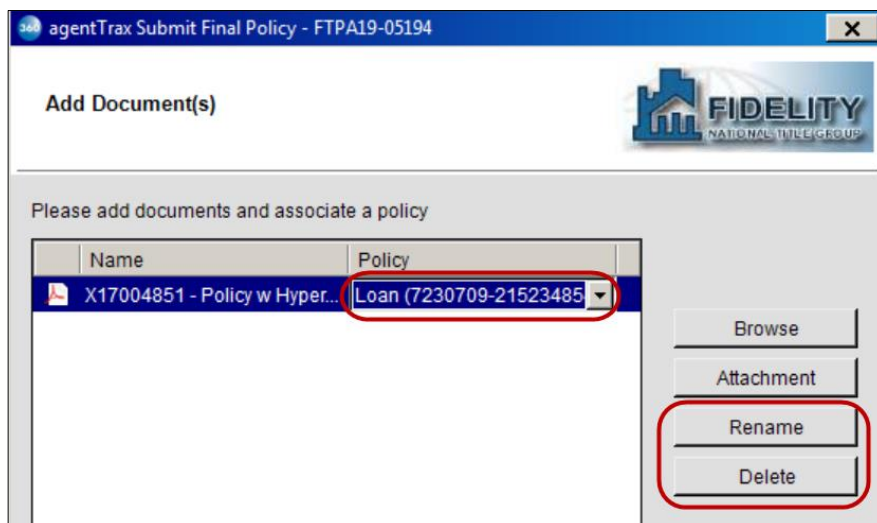 360 agentTrax Submit Final Policy - FTPA19-05194
Add Document(s)
FIDELITY
NATIONAL TITLE GROUP
Please add documents and associate a policy
Name Policy
X17004851 - Policy w Hyper... Loan (7230709-21523485
Browse
Attachment
Rename
Delete